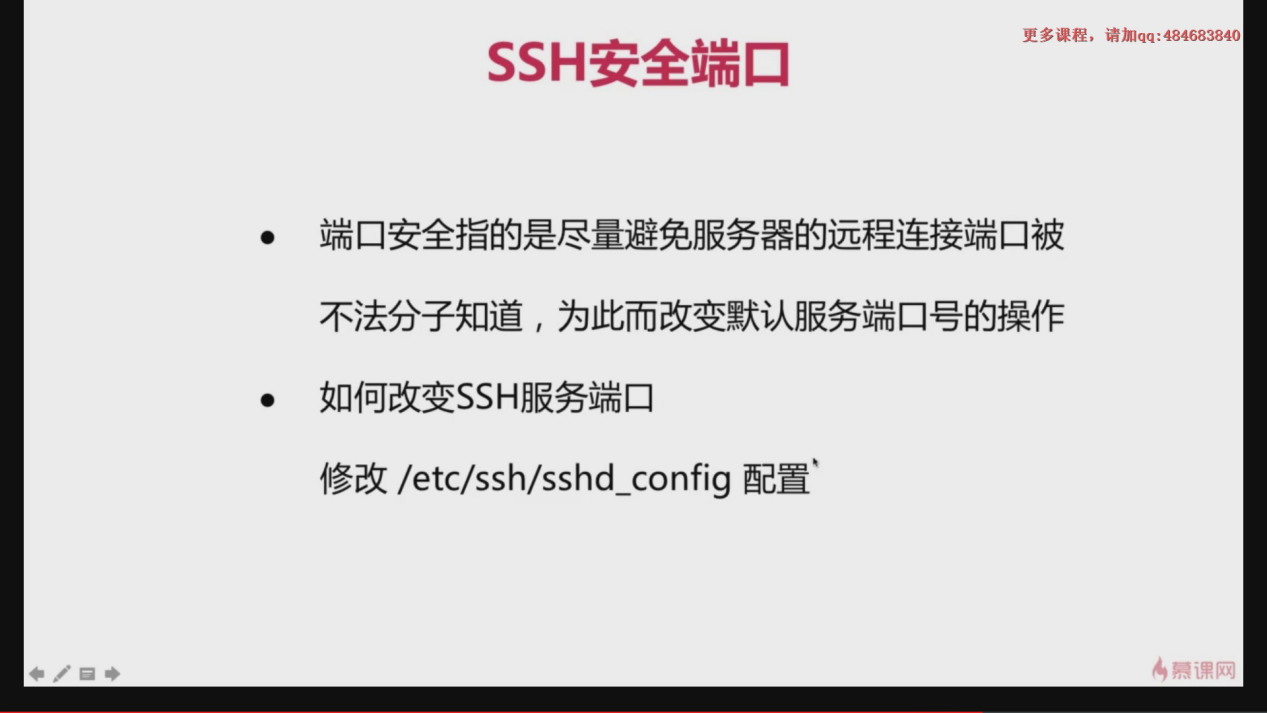 更多课程，请加qq:484683840
SSH安全端口
● 端口安全指的是尽量避免服务器的远程连接端口被
不法分子知道，为此而改变默认服务端口号的操作
● 如何改变SSH服务端口
修改 /etc/ssh/sshd_config 配置
慕课网